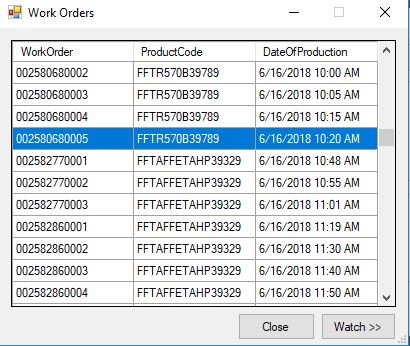 Work Orders
WorkOrder ProductCode DateOfProduction
002580680002 FFTR570B39789 6/16/2018 10:00 AM
002580680003 FFTR570B39789 6/16/2018 10:05 AM
002580680004 FFTR570B39789 6/16/2018 10:15 AM
002580680005 FFTR570B39789 6/16/2018 10:20 AM
002582770001 FFTAFFETAHP39329 6/16/2018 10:48 AM
002582770002 FFTAFFETAHP39329 6/16/2018 10:55 AM
002582770003 FFTAFFETAHP39329 6/16/2018 11:01 AM
002582860001 FFTAFFETAHP39329 6/16/2018 11:19 AM
002582860002 FFTAFFETAHP39329 6/16/2018 11:30 AM
002582860003 FFTAFFETAHP39329 6/16/2018 11:40 AM
002582860004 FFTAFFETAHP39329 6/16/2018 11:50 AM
Close Watch >>